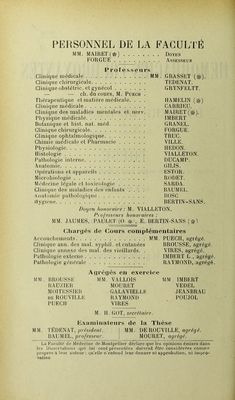 PERSONNEL DE LA FACULTÉ
MM. MAIRET (✻) . . . . . . . . Doyen
FORGUE . . . . . . . . Assesseur
Professeurs
Clinique médicale . . . . . . . . MM. GRASSET (✻).
Clinique chirurgicale . . . . . . . . TEDENAT.
Clinique obstétric. et gynécol . . . . . . . . GRYNFELTT.
— — ch. du cours, M. Puech .
Thérapeutique et matière médicale . . . . . . . . HAMELIN (✻)
Clinique médicale . . . . . . . . CARRIEU.
Clinique des maladies mentales et nerv. MAIRET (✻).
Physique médicale . . . . . . . . IMBERT
Botanique et hist. nat. méd . . . . . . . . GRANEL.
Clinique chirurgicale . . . . . . . . FORGUE.
Clinique ophtalmologique . . . . . . . . TRUC.
Chimie médicale et Pharmacie . . . . . . . . VILLE.
Physiologie . . . . . . . . HEDON.
Histologie . . . . . . . . VIALLETON
Pathologie interne . . . . . . . . DUCAMP.
Anatomie . . . . . . . . GILIS.
Opérations et appareils . . . . . . . . ESTOR.
Microbiologie . . . . . . . . RODET.
Médecine légale et toxicologie . . . . . . . . SARDA.
Clinique des maladies des enfants . . . . . . . . BAUMEL.
Anatomie pathologique . . . . . . . . BOSC
Hygiène . . . . . . . . BERTIN-SANS.
Doyen honoraire : M. VIALLETON.
Professeurs honoraires :
MM. JAUMES, PAULET (O ✻), E. BERTIN-SANS (✻)
Chargés de Cours complémentaires
Accouchements . . . . . . . . MM. PUECH, agrégé.
Clinique ann. des mal. syphil. et cutanées BROUSSE, agrégé
Clinique annexe des mal. des vieillards. VIRES, agrégé.
Pathologie externe . . . . . . . . IMBERT L., agrégé.
Pathologie générale . . . . . . . . RAYMOND, agrégé.
Agrégés en exercice
MM. BROUSSE MM. VALLOIS MM. IMBERT
RAUZIER MOURET VEDEL
MOITESSIER GALAVIELLE JEANBRAU
DE ROUVILLE RAYMOND POUJOL
PUECH VIRES
M. H. GOT, secrétaire.
Examinateurs de la Thèse
MM. TÉDENAT, président. MM. DE ROUVILLE, agrégé.
BAUMEL, professeur. MOURET, agrégé.
La Faculté de Médecine de Montpellier déclare que les opinions émises dans
les Dissertations qui lui sont présentées doivent être considérées comme
propres à leur auteur ; qu'elle n'entend leur donner ni approbation, ni improbation